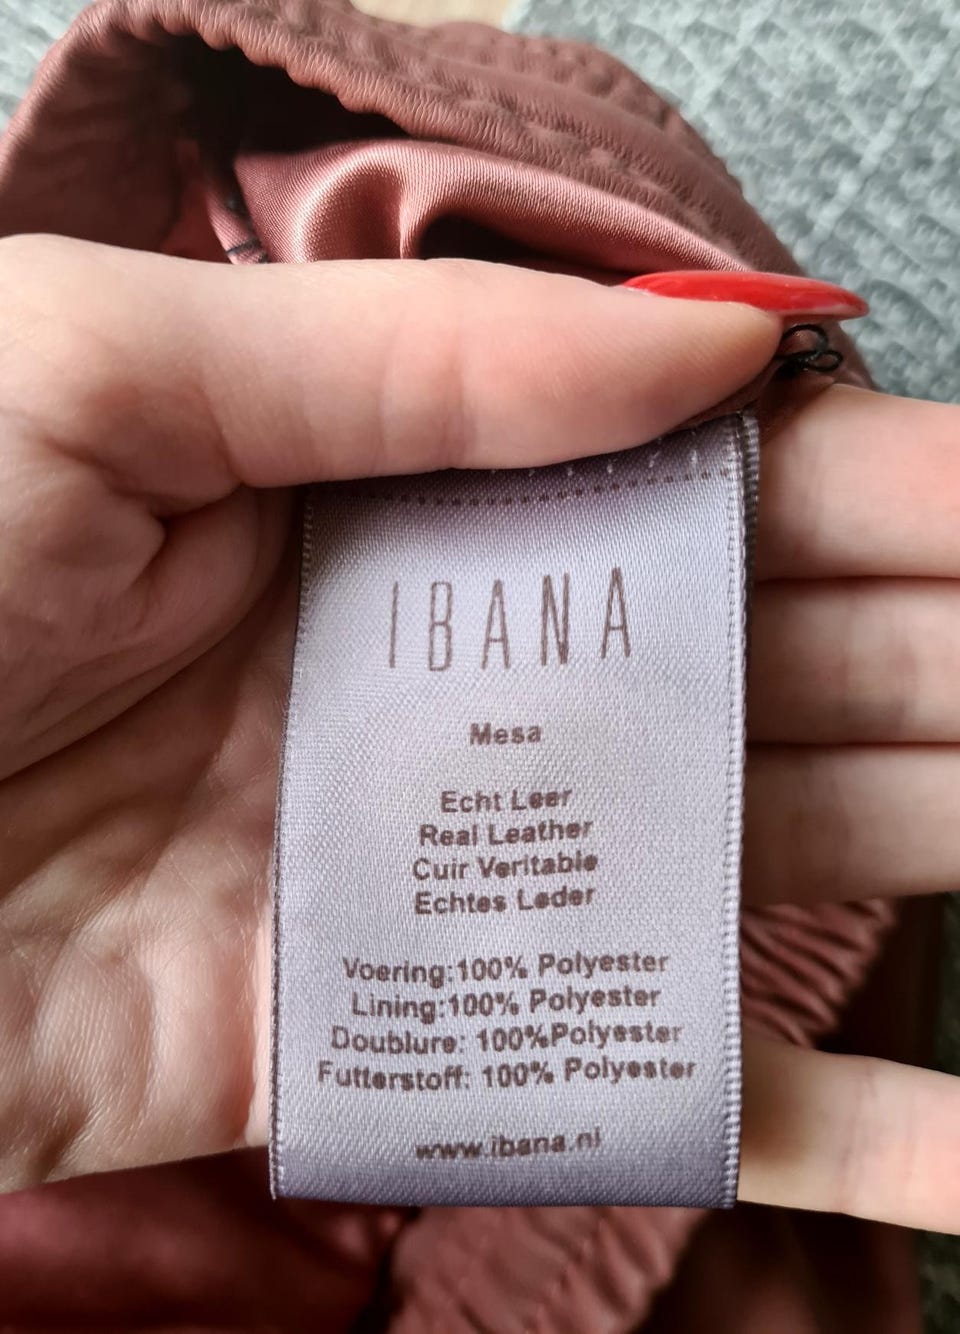 IBANA
Mesa
Echt Leer
Real Leather
Cuir Veritable
Echtes Leder
Voering:100% Polyester
Lining:100% Polyester
Doublure: 100%Polyester
Futterstoff: 100% Polyester
www.ibana.nl